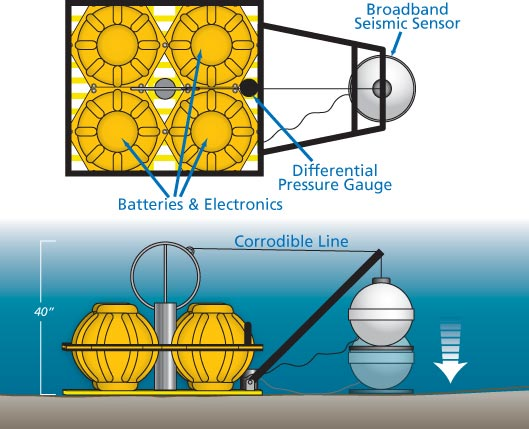 Broadband
Seismic Sensor
Differential
Pressure Gauge
Batteries & Electronics
Corrodible Line
40”